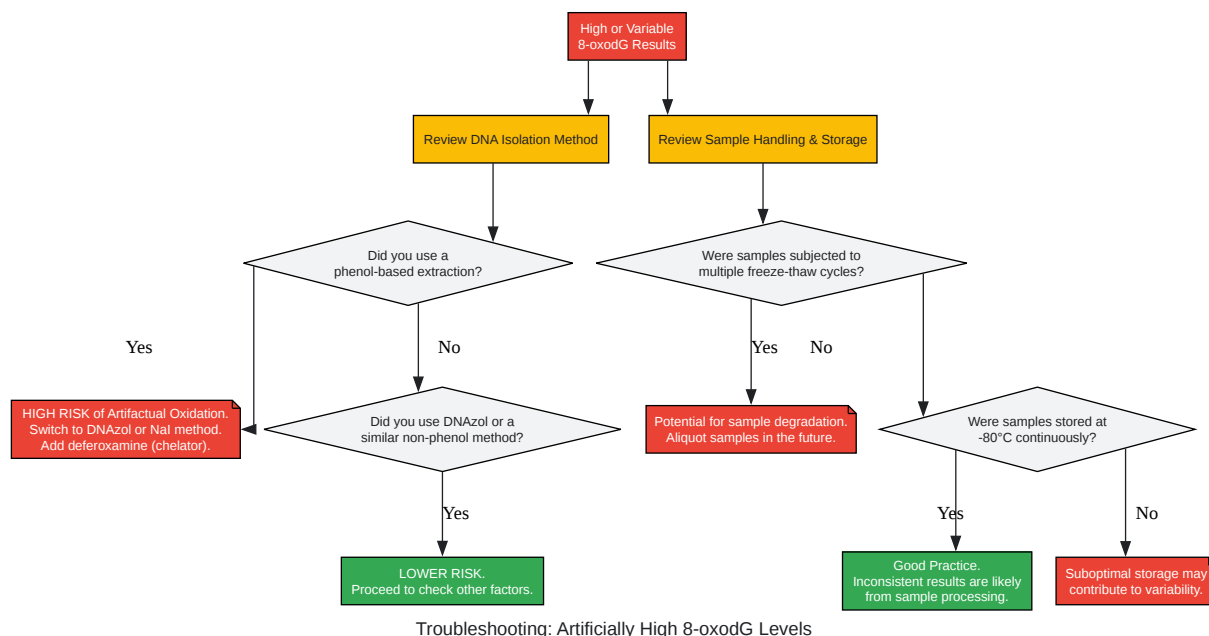 High or Variable
8-oxodG Results
Review DNA Isolation Method
Review Sample Handling & Storage
Did you use a
phenol-based extraction?
Were samples subjected to
multiple freeze-thaw cycles?
Yes
No
Yes
No
HIGH RISK of Artifactual Oxidation.
Switch to DNAzol or NaI method.
Add deferoxamine (chelator).
Did you use DNAzol or a
similar non-phenol method?
Potential for sample degradation.
Aliquot samples in the future.
Were samples stored at
-80°C continuously?
Yes
Yes
No
LOWER RISK.
Proceed to check other factors.
Good Practice.
Inconsistent results are likely
from sample processing.
Suboptimal storage may
contribute to variability.
Troubleshooting: Artificially High 8-oxodG Levels